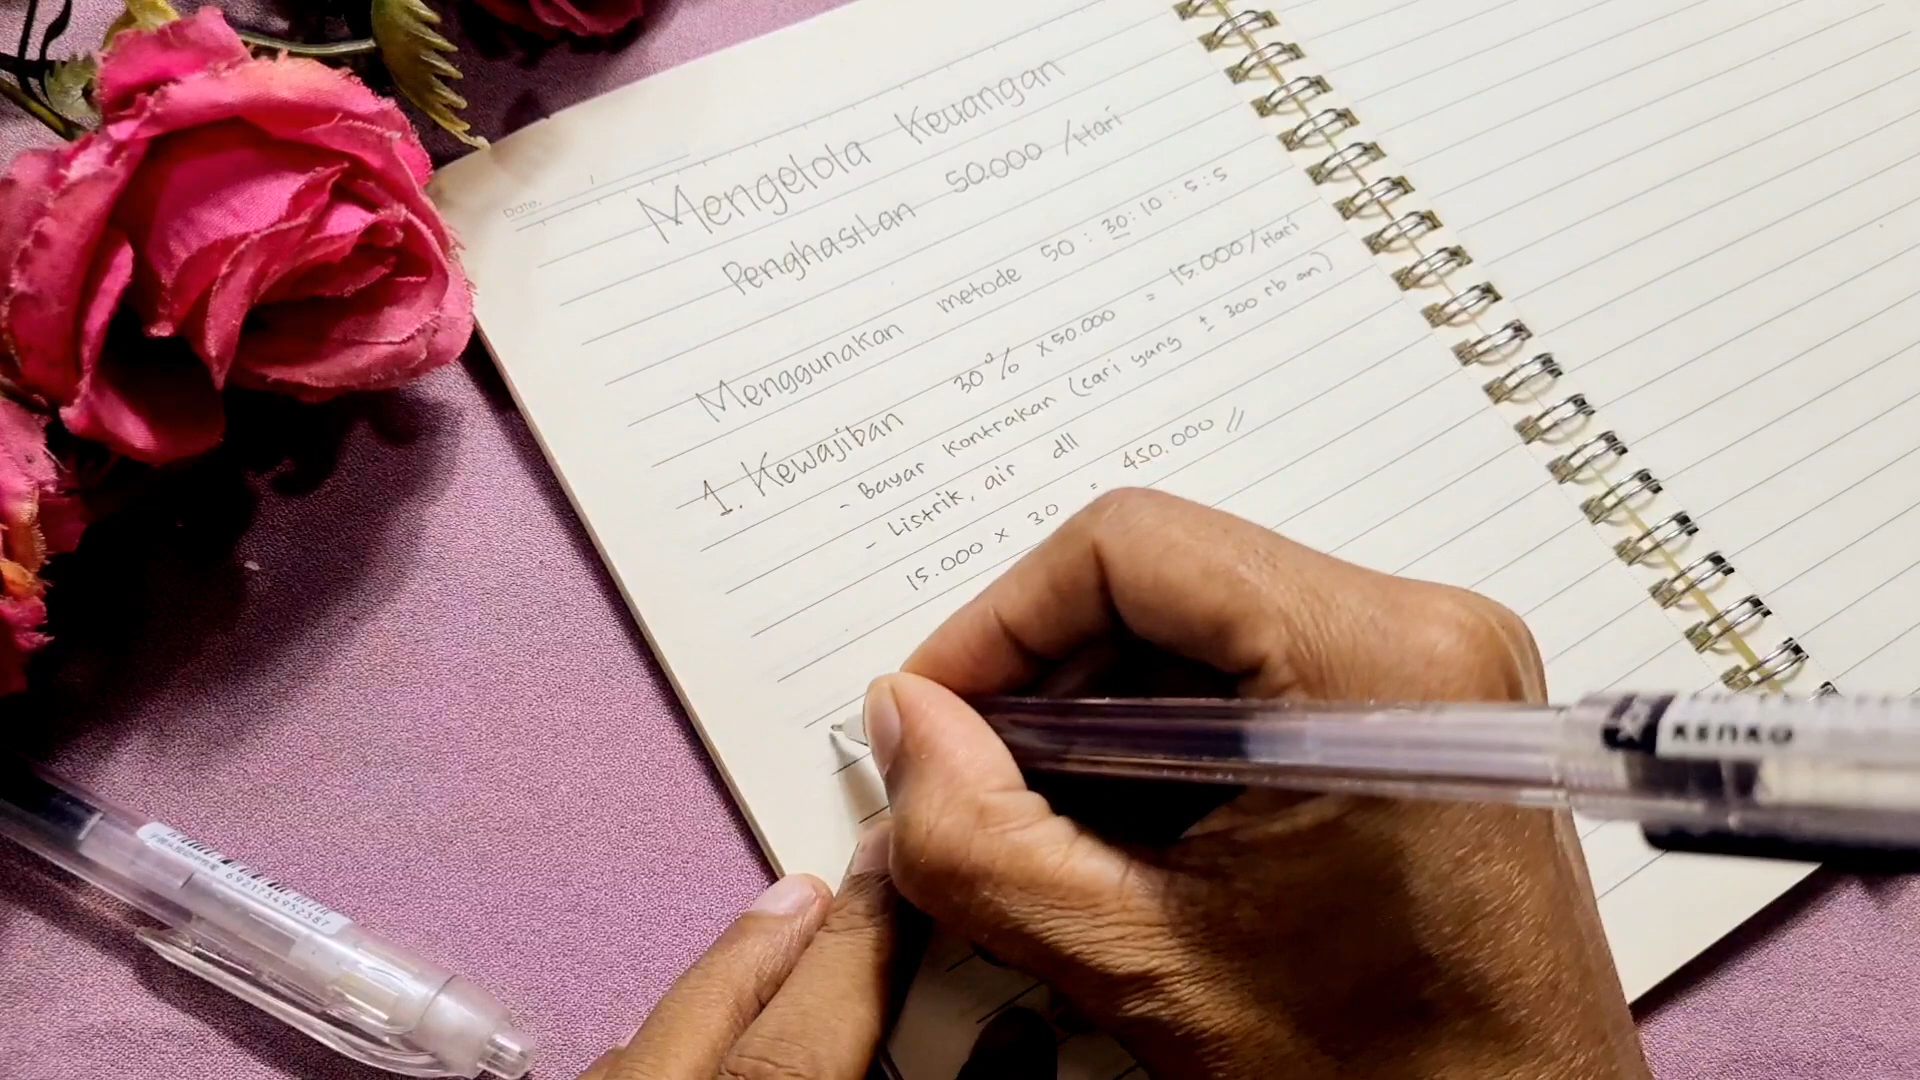 Date.
Mengelola Keuangan
Penghasilan 50.000 /Hari
Menggunakan metode 50 : 30 : 10 : 5 : 5
1. Kewajiban 30% x 50.000 = 15.000/Hari
- Bayar kontrakan (cari yang ± 300 rb an)
- Listrik, air dll
15.000 x 30 = 450.000 //
KENKO
6921734952387